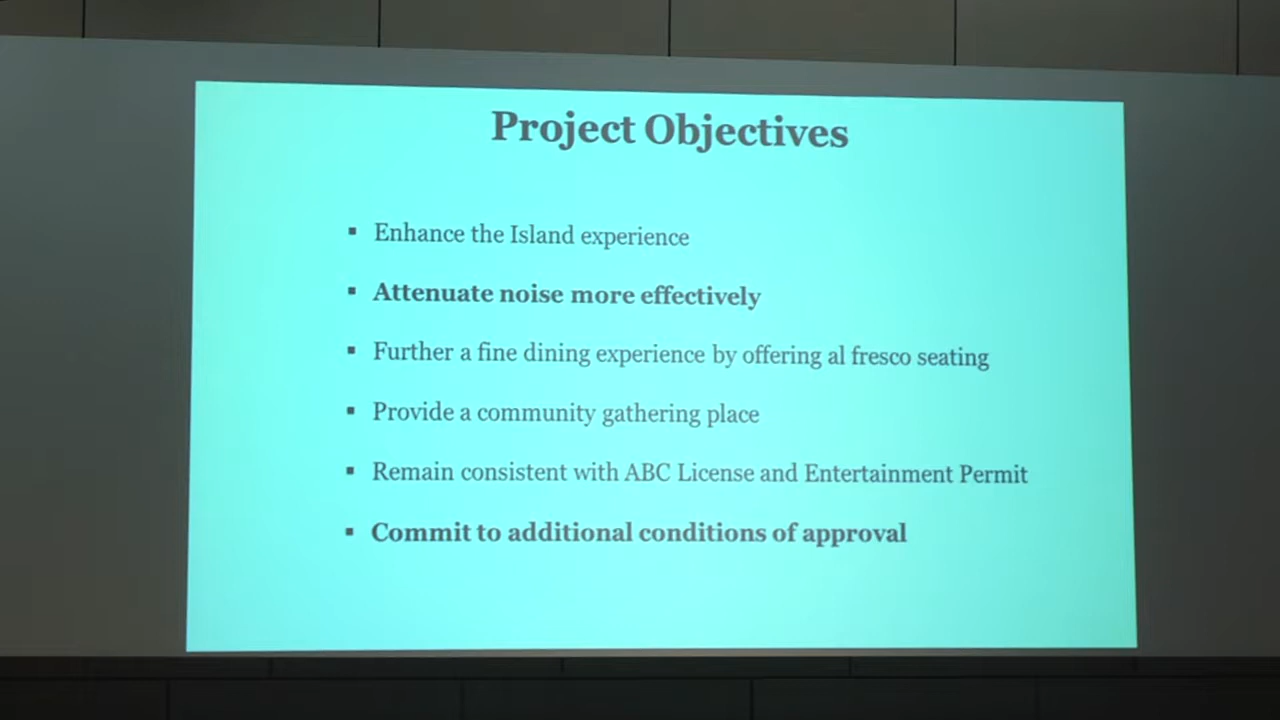 Project Objectives
▪ Enhance the Island experience
▪ Attenuate noise more effectively
▪ Further a fine dining experience by offering al fresco seating
▪ Provide a community gathering place
▪ Remain consistent with ABC License and Entertainment Permit
▪ Commit to additional conditions of approval